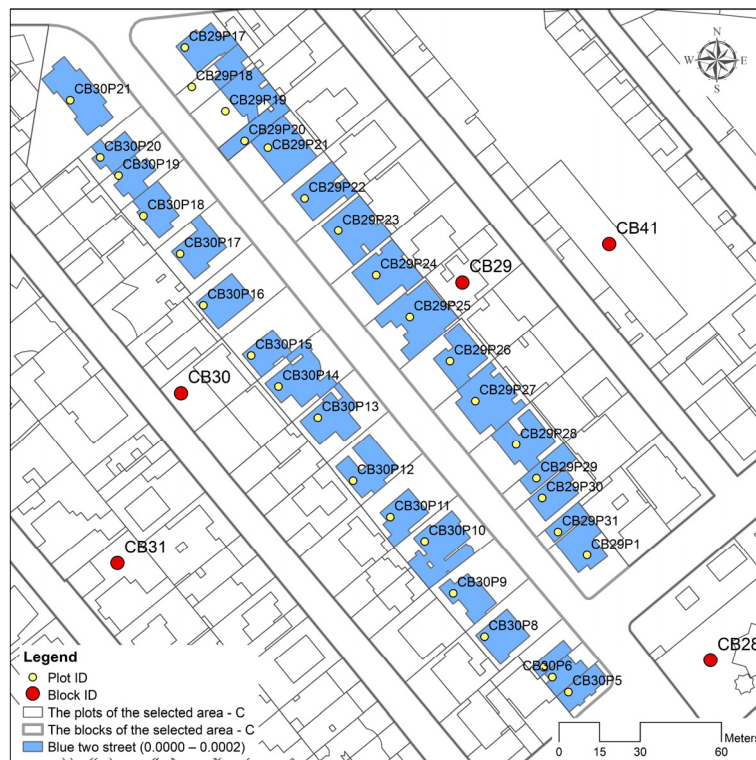 CB29P17
N
W E
S
CB29P18
CB30P21
CB29P19
CB29P20
CB29P21
CB30P20
CB30P19
CB29P22
CB30P18
CB29P23
CB41
CB30P17
CB29P24
CB29
CB30P16
CB29P25
CB30P15
CB29P26
CB30P14
CB30
CB29P27
CB30P13
CB29P28
CB30P12
CB29P29
CB29P30
CB30P11
CB30P10
CB29P31
CB29P1
CB31
CB30P9
CB30P8
CB28
CB30P6
CB30P5
Legend
Plot ID
Block ID
The plots of the selected area - C
The blocks of the selected area - C
Blue two street (0.0000 – 0.0002)
Meters
0 15 30 60